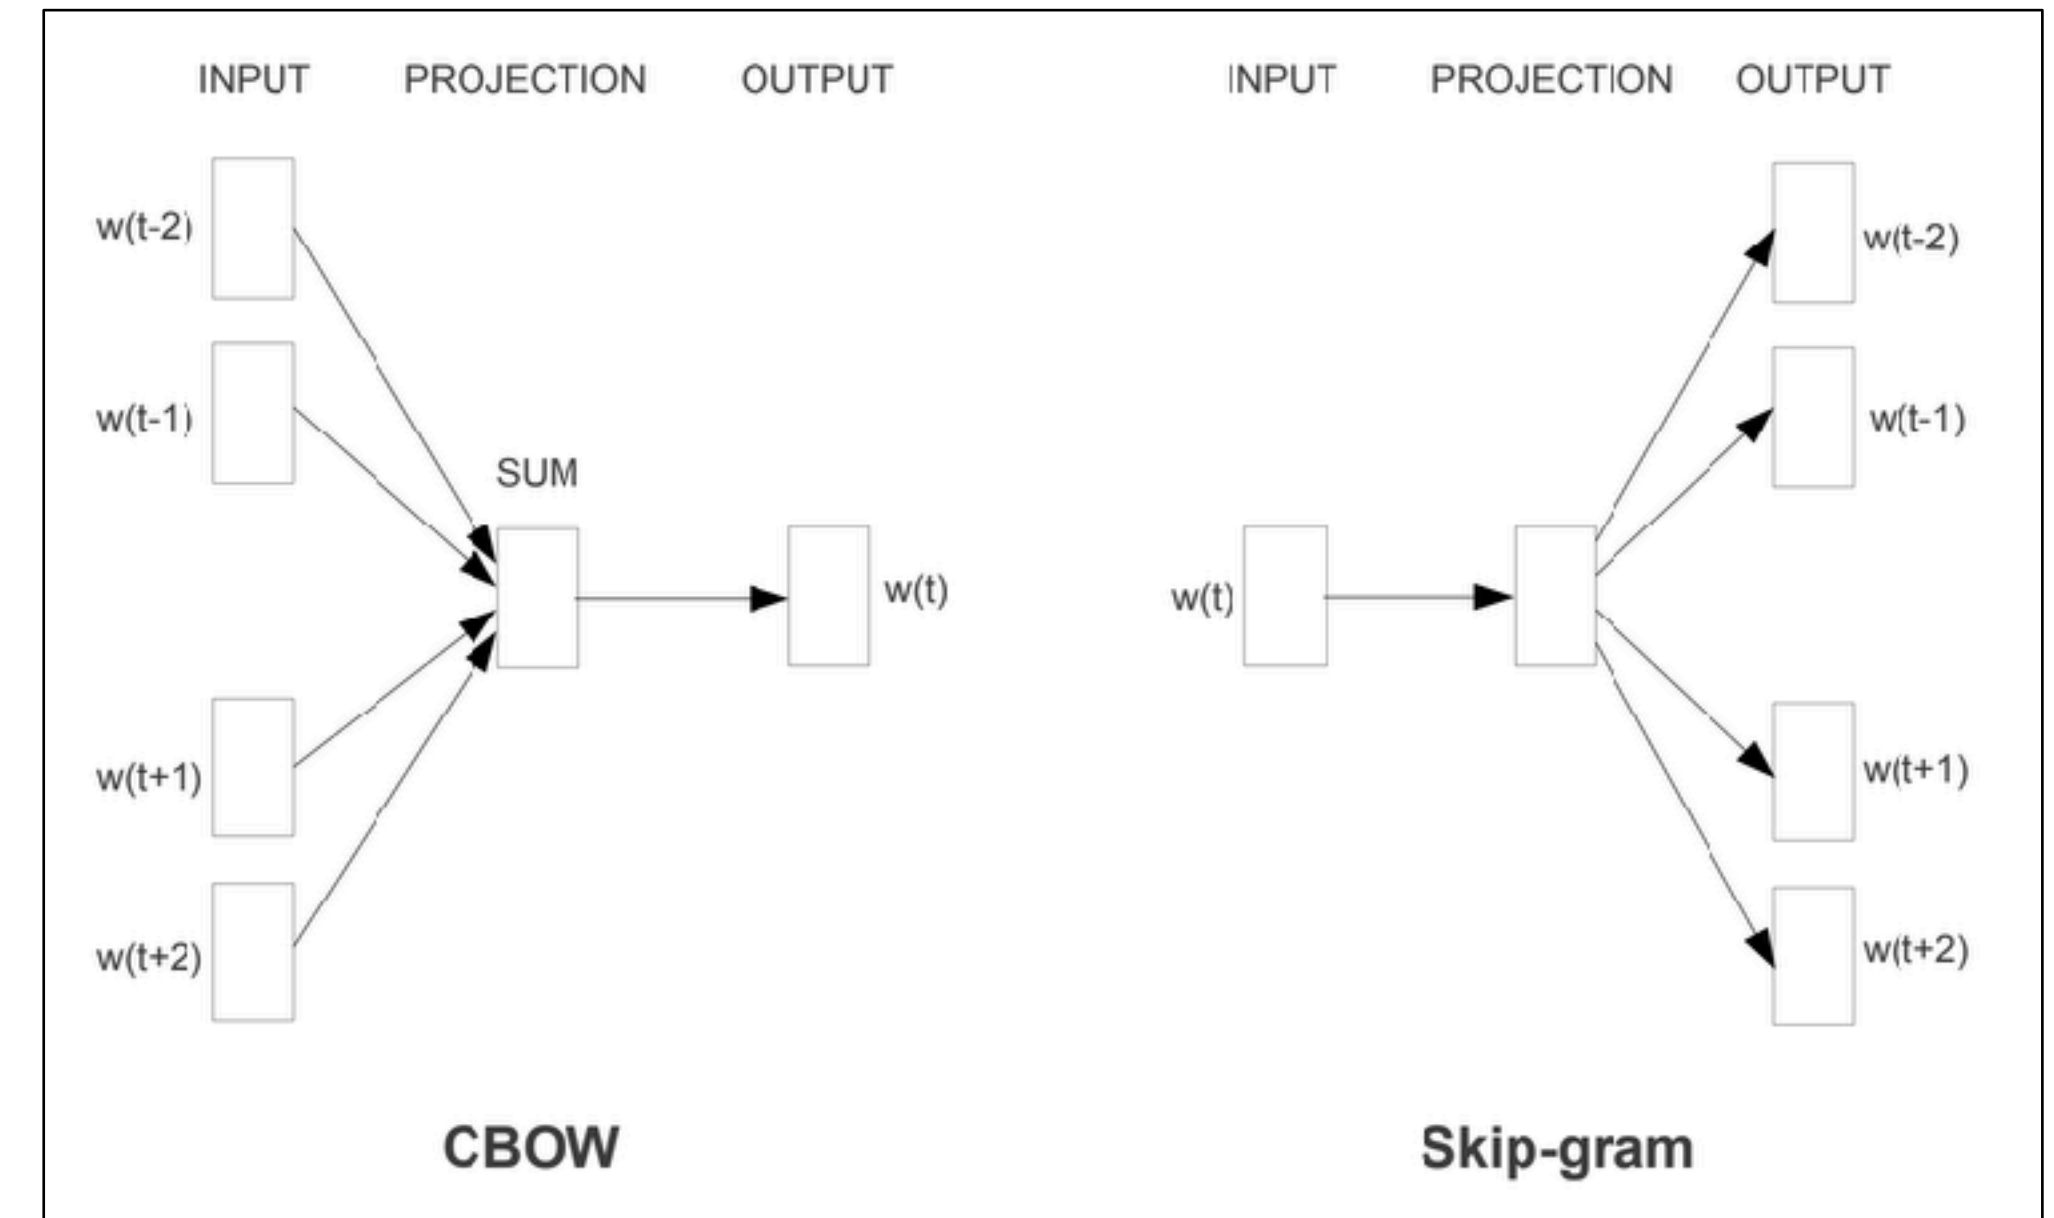 INPUT PROJECTION OUTPUT
w(t-2)
w(t-1)
SUM
w(t)
w(t+1)
w(t+2)
CBOW
INPUT PROJECTION OUTPUT
w(t-2)
w(t-1)
w(t)
w(t+1)
w(t+2)
Skip-gram